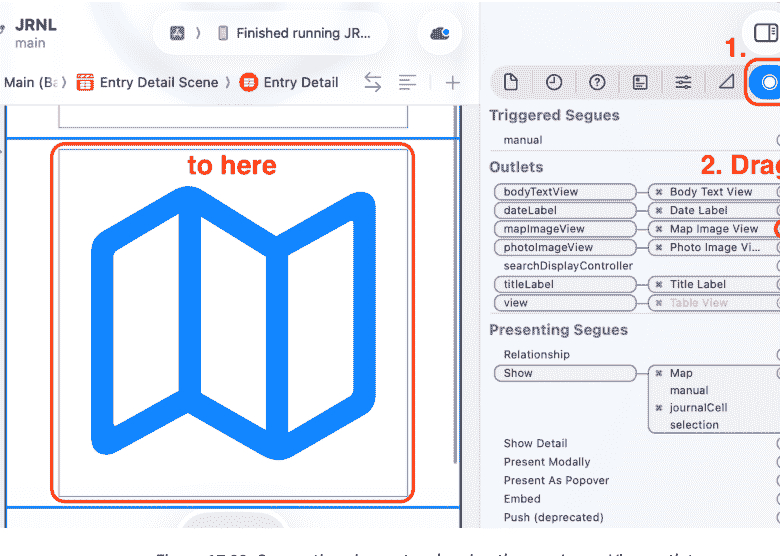 JRNL
main
Finished running JR...
1.
Main (Ba
Entry Detail Scene
Entry Detail
to here
Triggered Segues
manual
Outlets
2. Drag
bodyTextView
Body Text View
dateLabel
Date Label
mapImageView
Map Image View
photoImageView
Photo Image Vi...
searchDisplayController
titleLabel
Title Label
view
Table View
Presenting Segues
Relationship
Show
Map
manual
journalCell
selection
Show Detail
Present Modally
Present As Popover
Embed
Push (deprecated)